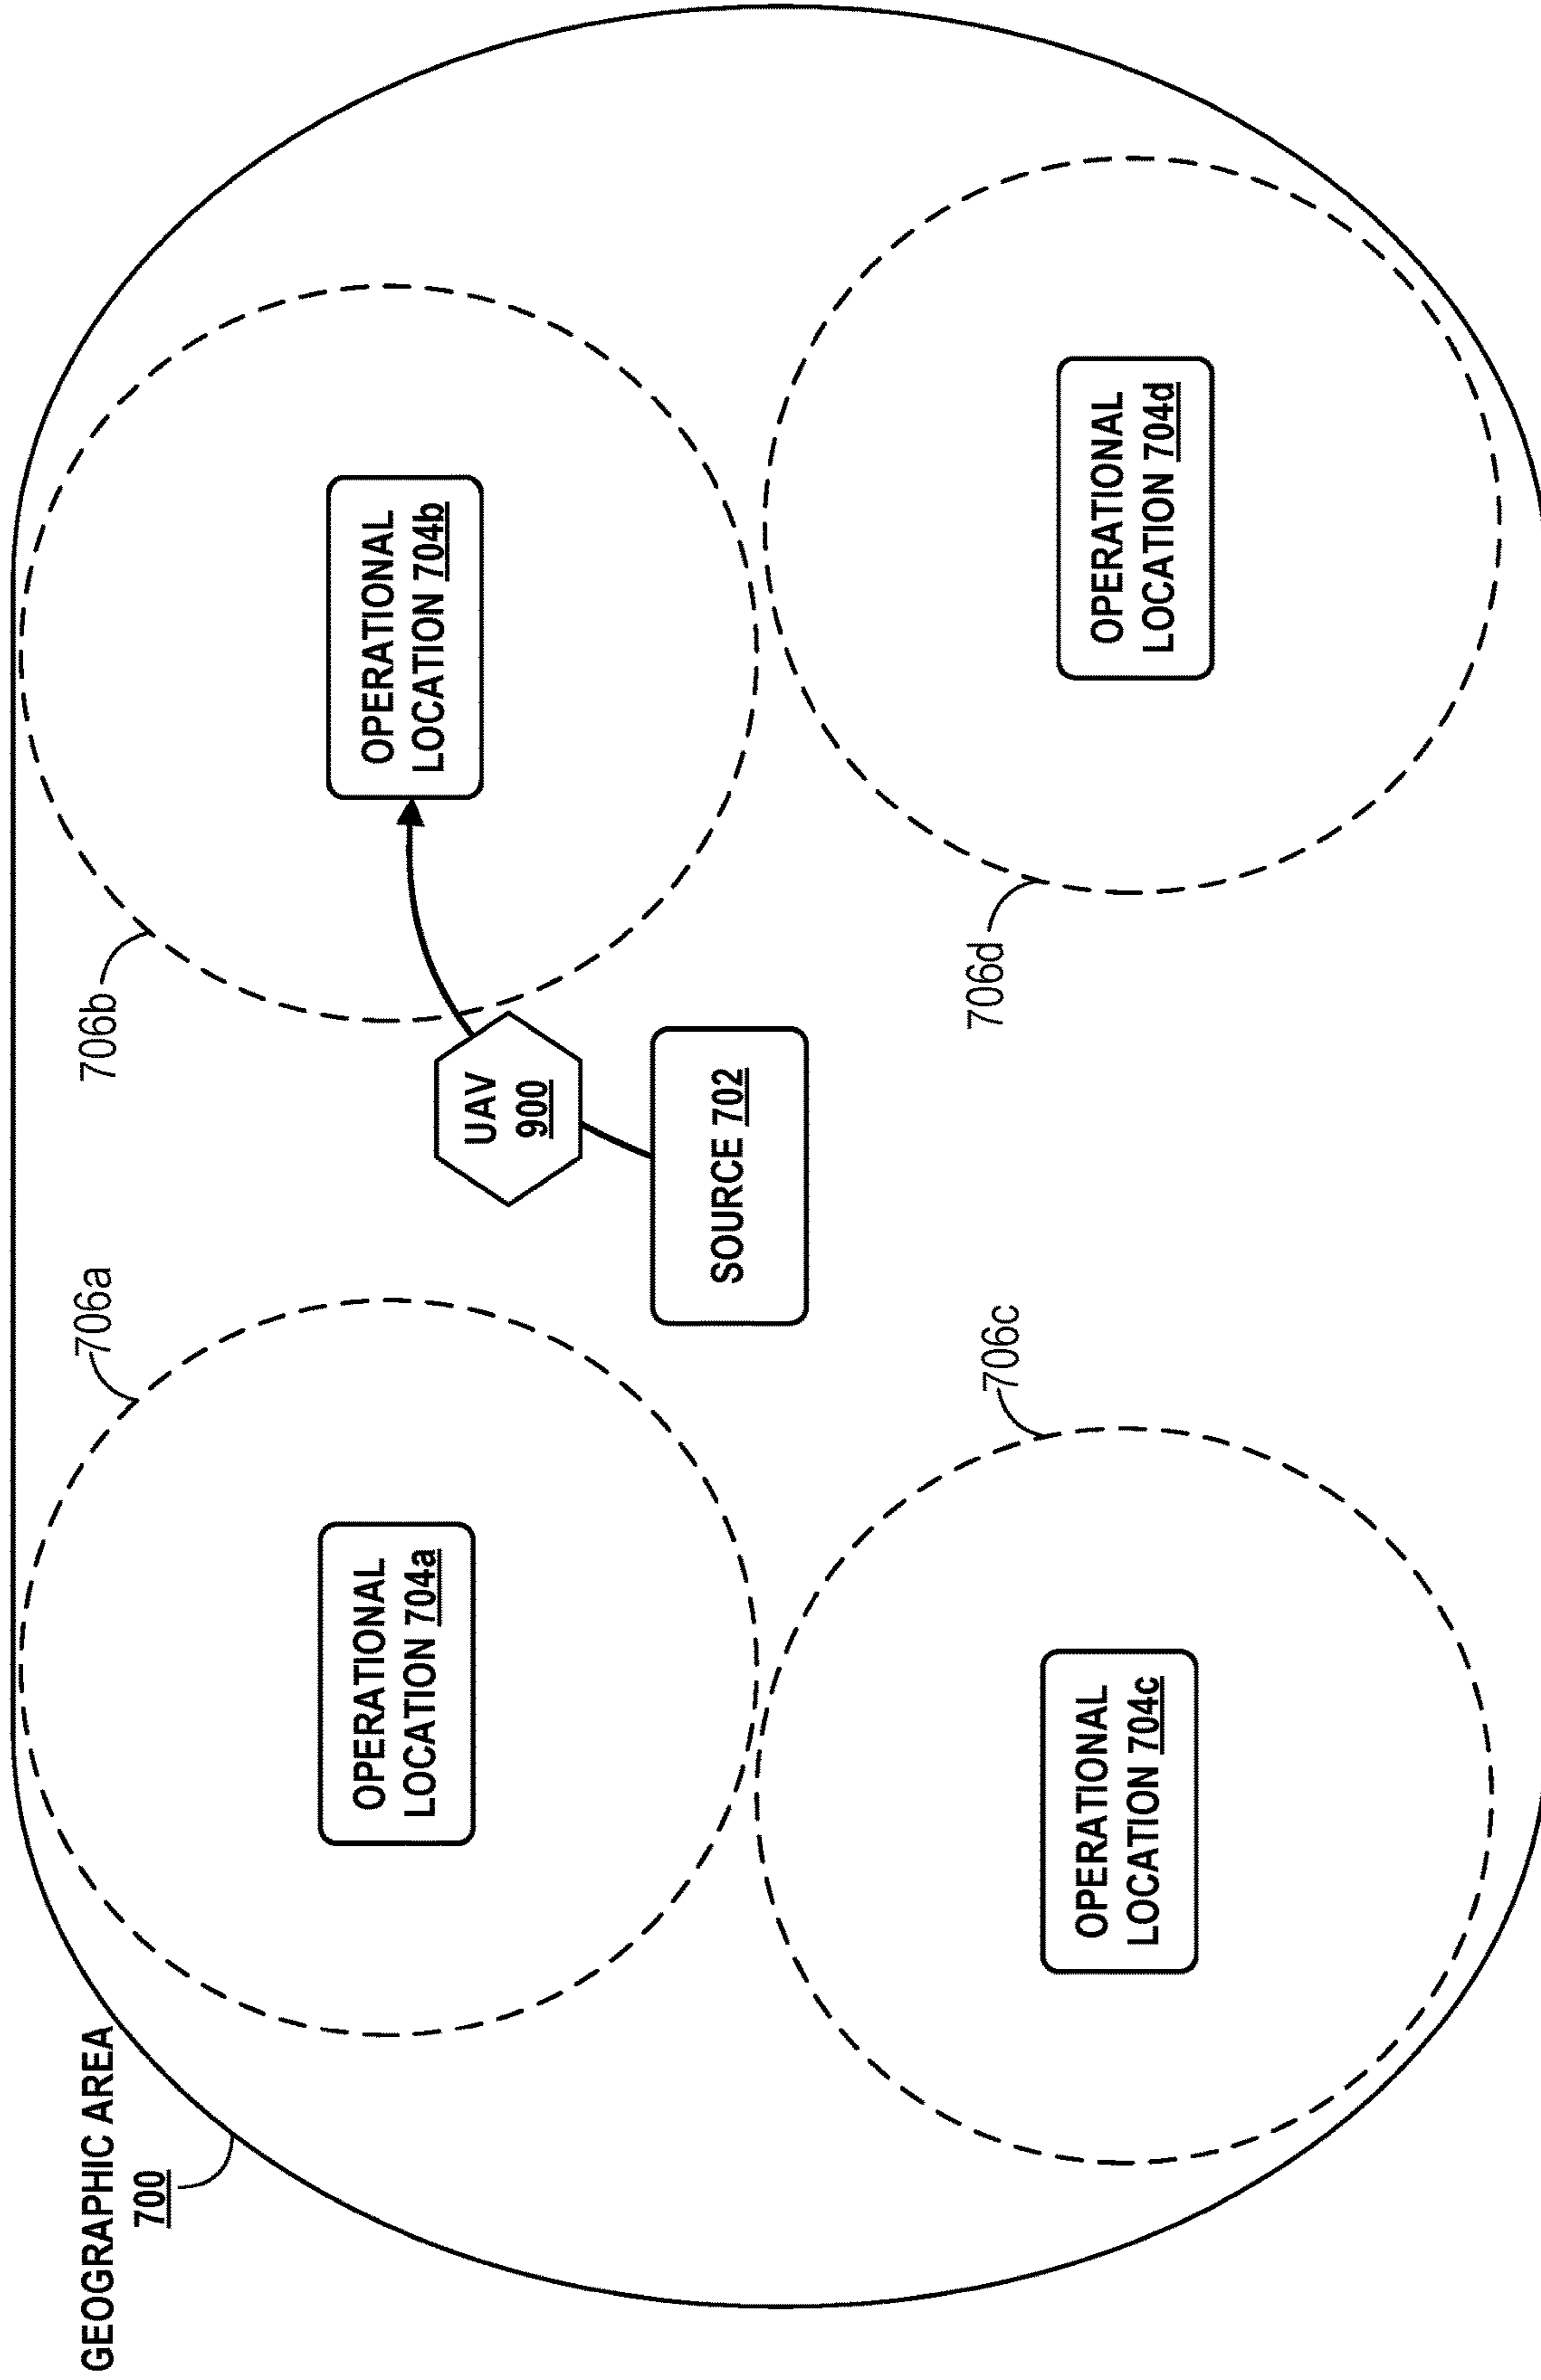 GEOGRAPHIC AREA
700
706a
706b
OPERATIONAL
LOCATION 704a
OPERATIONAL
LOCATION 704b
UAV
900
SOURCE 702
706c
706d
OPERATIONAL
LOCATION 704c
OPERATIONAL
LOCATION 704d